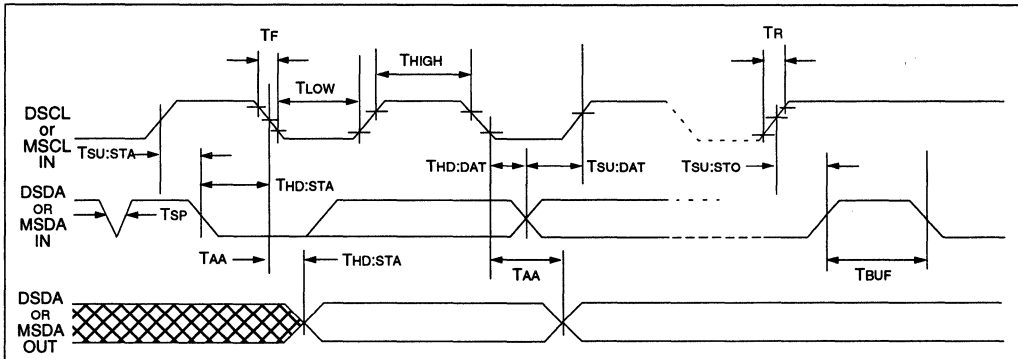 TF
TR
THIGH
TLOW
DSCL
or
MSCL
IN
TSU:STA
THD:DAT
TSU:DAT
TSU:STO
THD:STA
DSDA
OR
MSDA
IN
TSP
TAA
THD:STA
TAA
TBUF
DSDA
OR
MSDA
OUT